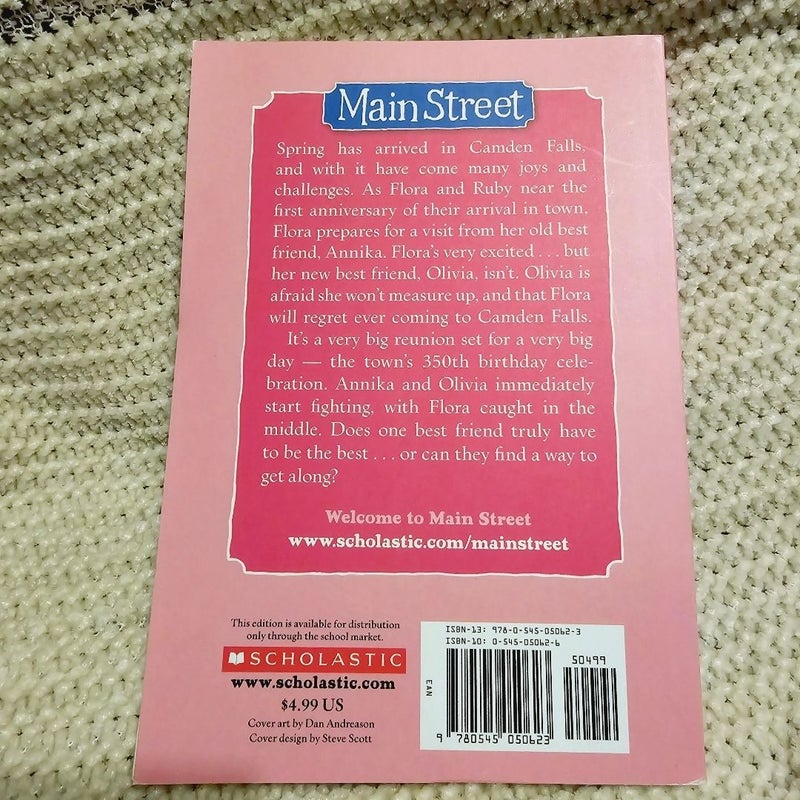 Main Street
Spring has arrived in Camden Falls,
and with it have come many joys and
challenges. As Flora and Ruby near the
first anniversary of their arrival in town,
Flora prepares for a visit from her old best
friend, Annika. Flora's very excited . . . but
her new best friend, Olivia, isn't. Olivia is
afraid she won't measure up, and that Flora
will regret ever coming to Camden Falls.
It's a very big reunion set for a very big
day — the town's 350th birthday cele-
bration. Annika and Olivia immediately
start fighting, with Flora caught in the
middle. Does one best friend truly have
to be the best . . . or can they find a way to
get along?
Welcome to Main Street
www.scholastic.com/mainstreet
This edition is available for distribution
only through the school market.
SCHOLASTIC
www.scholastic.com
$4.99 US
Cover art by Dan Andreason
Cover design by Steve Scott
ISBN-13: 978-0-545-05062-3
ISBN-10: 0-545-05062-6
50499
EAN
9 780545 050623